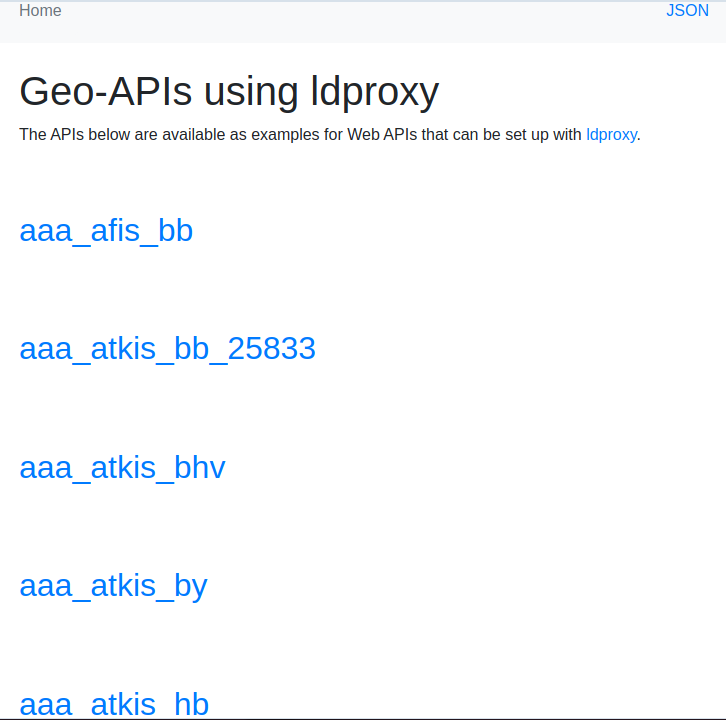 Home JSON
Geo-APIs using ldproxy
The APIs below are available as examples for Web APIs that can be set up with ldproxy.
aaa_afis_bb
aaa_atkis_bb_25833
aaa_atkis_bhv
aaa_atkis_by
aaa_atkis_hb